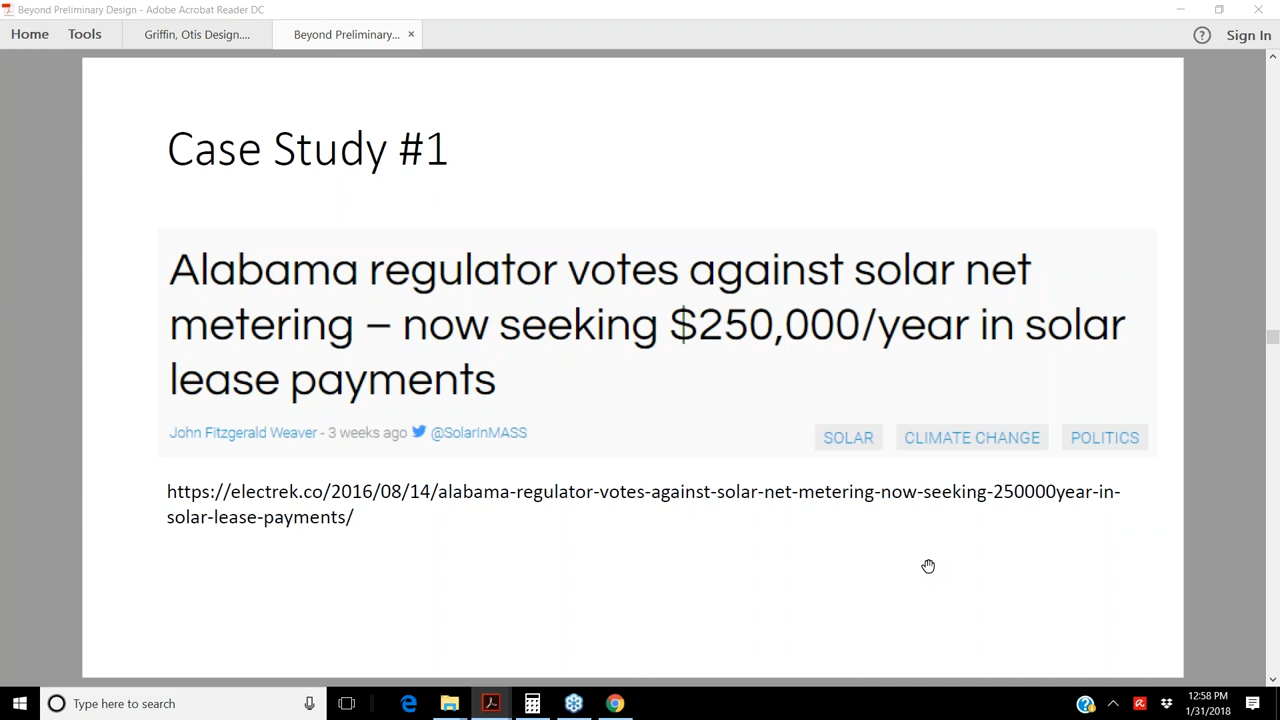 Beyond Preliminary Design - Adobe Acrobat Reader DC
Home Tools Griffin, Otis Design.... Beyond Preliminary... × ? Sign In
Case Study #1
Alabama regulator votes against solar net
metering – now seeking $250,000/year in solar
lease payments
John Fitzgerald Weaver - 3 weeks ago @SolarInMASS SOLAR CLIMATE CHANGE POLITICS
https://electrek.co/2016/08/14/alabama-regulator-votes-against-solar-net-metering-now-seeking-250000year-in-
solar-lease-payments/
Type here to search
12:58 PM
1/31/2018